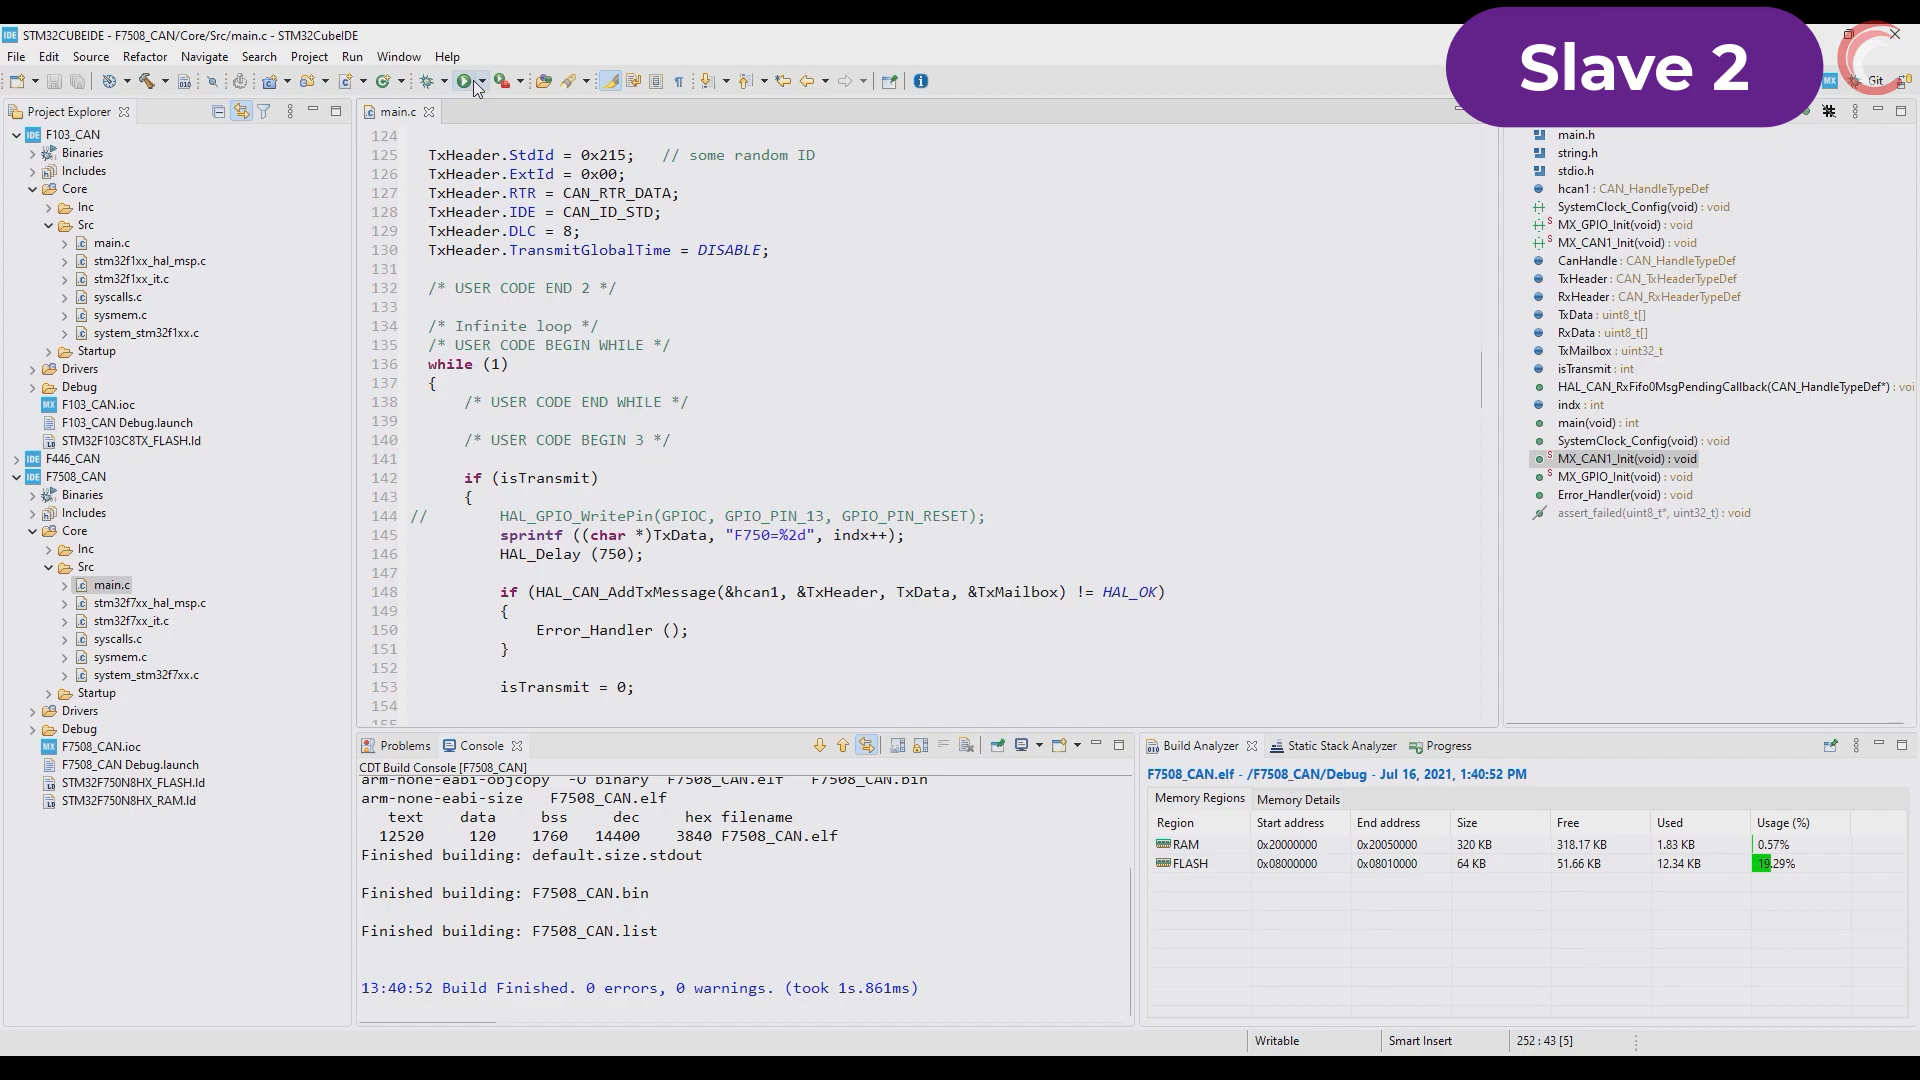 Slave 2
STM32CUBEIDE - F7508_CAN/Core/Src/main.c - STM32CubeIDE
File Edit Source Refactor Navigate Search Project Run Window Help
Git
Project Explorer
F103_CAN
Binaries
Includes
Core
Inc
Src
main.c
stm32f1xx_hal_msp.c
stm32f1xx_it.c
syscalls.c
sysmem.c
system_stm32f1xx.c
Startup
Drivers
Debug
F103_CAN.ioc
F103_CAN Debug.launch
STM32F103C8TX_FLASH.ld
F446_CAN
F7508_CAN
Binaries
Includes
Core
Inc
Src
main.c
stm32f7xx_hal_msp.c
stm32f7xx_it.c
syscalls.c
sysmem.c
system_stm32f7xx.c
Startup
Drivers
Debug
F7508_CAN.ioc
F7508_CAN Debug.launch
STM32F750N8HX_FLASH.ld
STM32F750N8HX_RAM.ld
main.c
124
125 TxHeader.StdId = 0x215; // some random ID
126 TxHeader.ExtId = 0x00;
127 TxHeader.RTR = CAN_RTR_DATA;
128 TxHeader.IDE = CAN_ID_STD;
129 TxHeader.DLC = 8;
130 TxHeader.TransmitGlobalTime = DISABLE;
131
132 /* USER CODE END 2 */
133
134 /* Infinite loop */
135 /* USER CODE BEGIN WHILE */
136 while (1)
137 {
138 /* USER CODE END WHILE */
139
140 /* USER CODE BEGIN 3 */
141
142 if (isTransmit)
143 {
144 // HAL_GPIO_WritePin(GPIOC, GPIO_PIN_13, GPIO_PIN_RESET);
145 sprintf ((char *)TxData, "F750=%2d", indx++);
146 HAL_Delay (750);
147
148 if (HAL_CAN_AddTxMessage(&hcan1, &TxHeader, TxData, &TxMailbox) != HAL_OK)
149 {
150 Error_Handler ();
151 }
152
153 isTransmit = 0;
154
155
main.h
string.h
stdio.h
hcan1 : CAN_HandleTypeDef
SystemClock_Config(void) : void
MX_GPIO_Init(void) : void
MX_CAN1_Init(void) : void
CanHandle : CAN_HandleTypeDef
TxHeader : CAN_TxHeaderTypeDef
RxHeader : CAN_RxHeaderTypeDef
TxData : uint8_t[]
RxData : uint8_t[]
TxMailbox : uint32_t
isTransmit : int
HAL_CAN_RxFifo0MsgPendingCallback(CAN_HandleTypeDef*) : voi
indx : int
main(void) : int
SystemClock_Config(void) : void
MX_CAN1_Init(void) : void
MX_GPIO_Init(void) : void
Error_Handler(void) : void
assert_failed(uint8_t*, uint32_t) : void
Problems Console
CDT Build Console [F7508_CAN]
arm-none-eabi-objcopy -O binary F7508_CAN.elf F7508_CAN.bin
arm-none-eabi-size F7508_CAN.elf
text data bss dec hex filename
12520 120 1760 14400 3840 F7508_CAN.elf
Finished building: default.size.stdout
Finished building: F7508_CAN.bin
Finished building: F7508_CAN.list
13:40:52 Build Finished. 0 errors, 0 warnings. (took 1s.861ms)
Build Analyzer Static Stack Analyzer Progress
F7508_CAN.elf - /F7508_CAN/Debug - Jul 16, 2021, 1:40:52 PM
Memory Regions Memory Details
Region Start address End address Size Free Used Usage (%)
RAM 0x20000000 0x20050000 320 KB 318.17 KB 1.83 KB 0.57%
FLASH 0x08000000 0x08010000 64 KB 51.66 KB 12.34 KB 19.29%
Writable Smart Insert 252 : 43 [5]